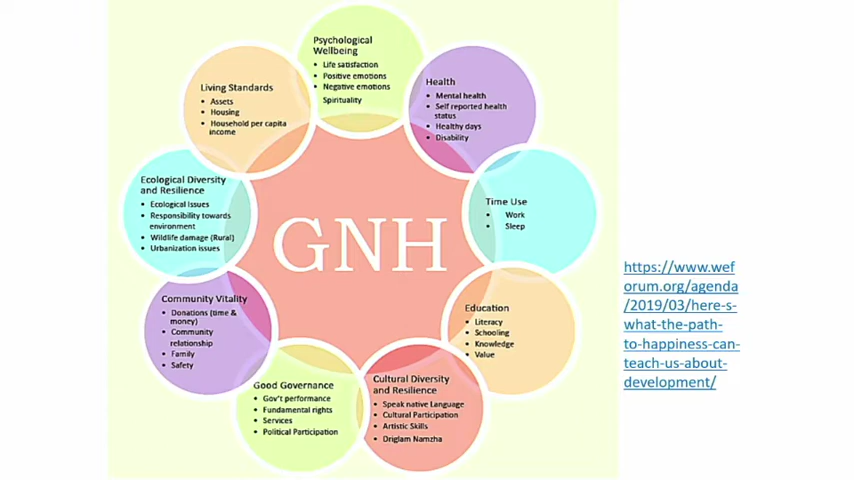 Psychological
Wellbeing
• Life satisfaction
• Positive emotions
• Negative emotions
Spirituality
Health
• Mental health
• Self reported health
status
• Healthy days
• Disability
Time Use
• Work
• Sleep
Education
• Literacy
• Schooling
• Knowledge
• Value
Cultural Diversity
and Resilience
• Speak native Language
• Cultural Participation
• Artistic Skills
• Driglam Namzha
Good Governance
• Gov't performance
• Fundamental rights
• Services
• Political Participation
Community Vitality
• Donations (time &
money)
• Community
relationship
• Family
• Safety
Ecological Diversity
and Resilience
• Ecological Issues
• Responsibility towards
environment
• Wildlife damage (Rural)
• Urbanization issues
Living Standards
• Assets
• Housing
• Household per capita
income
GNH
https://www.wef
orum.org/agenda
/2019/03/here-s-
what-the-path-
to-happiness-can-
teach-us-about-
development/